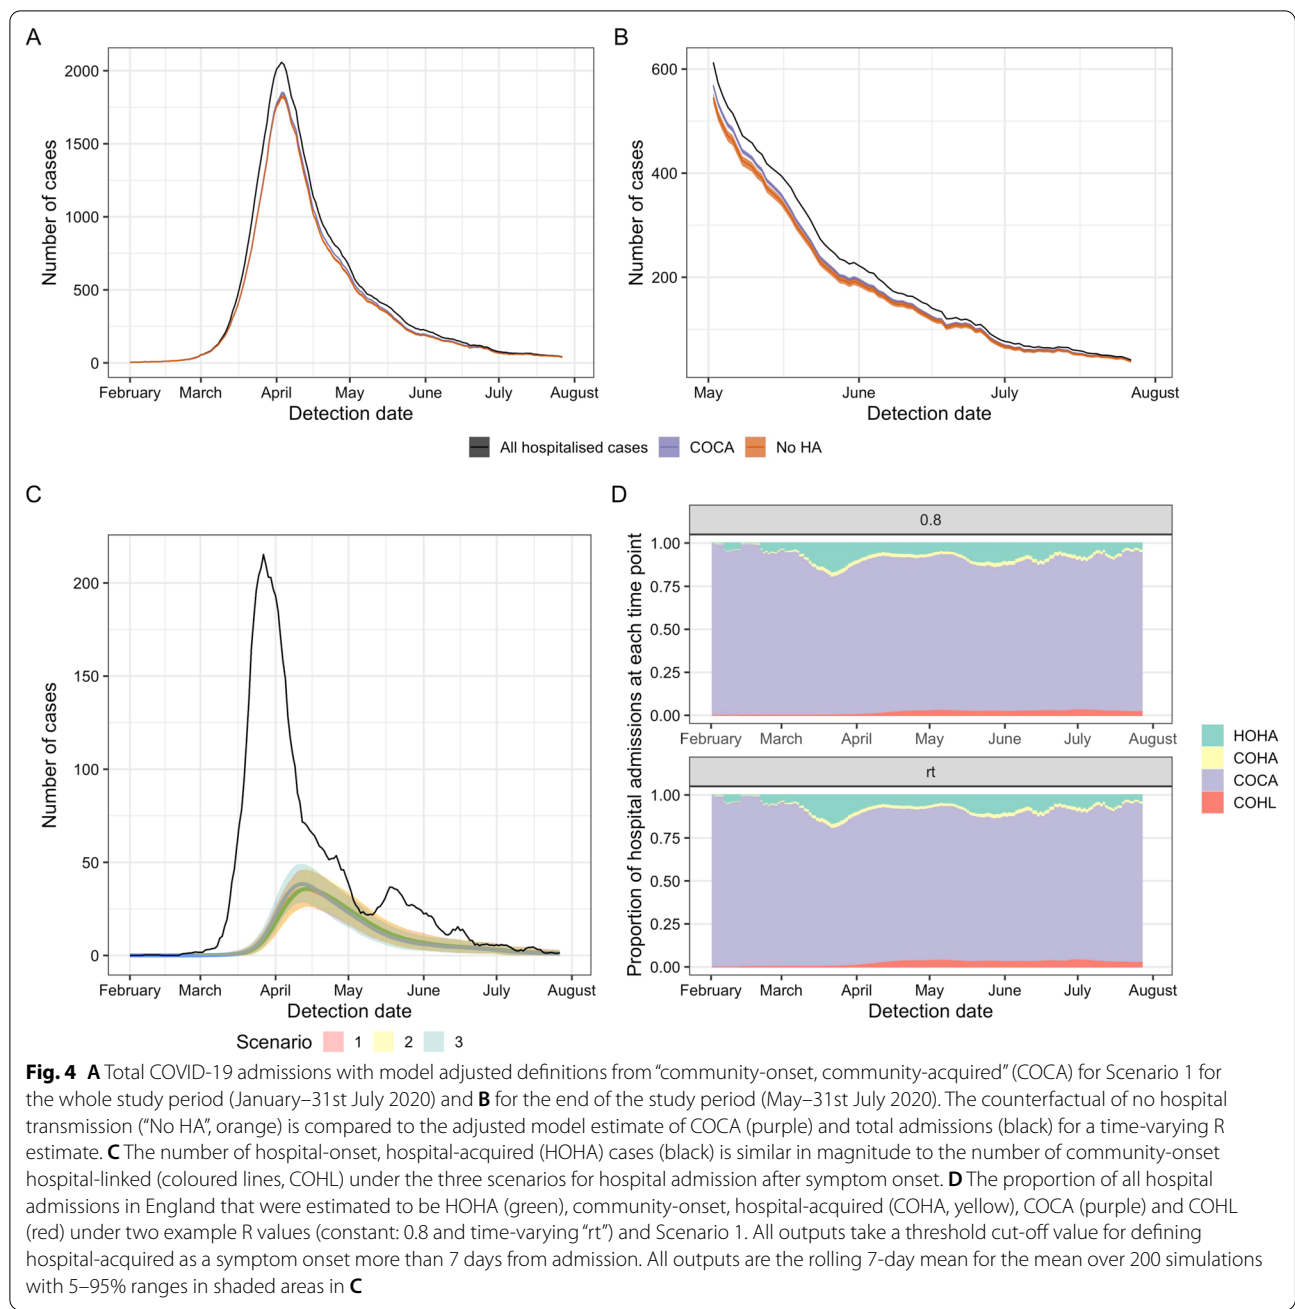 A
B
Number of cases
2000
1500
1000
500
0
February March April May June July August
Detection date
Number of cases
600
400
200
May June July August
Detection date
All hospitalised cases COCA No HA
C
D
Number of cases
200
150
100
50
0
February March April May June July August
Detection date
Scenario 1 2 3
Proportion of hospital admissions at each time point
0.8
1.00
0.75
0.50
0.25
0.00
February March April May June July August
rt
1.00
0.75
0.50
0.25
0.00
February March April May June July August
Detection date
HOHA
COHA
COCA
COHL
Fig. 4 A Total COVID-19 admissions with model adjusted definitions from “community-onset, community-acquired” (COCA) for Scenario 1 for
the whole study period (January–31st July 2020) and B for the end of the study period (May–31st July 2020). The counterfactual of no hospital
transmission (“No HA”, orange) is compared to the adjusted model estimate of COCA (purple) and total admissions (black) for a time-varying R
estimate. C The number of hospital-onset, hospital-acquired (HOHA) cases (black) is similar in magnitude to the number of community-onset
hospital-linked (coloured lines, COHL) under the three scenarios for hospital admission after symptom onset. D The proportion of all hospital
admissions in England that were estimated to be HOHA (green), community-onset, hospital-acquired (COHA, yellow), COCA (purple) and COHL
(red) under two example R values (constant: 0.8 and time-varying “rt”) and Scenario 1. All outputs take a threshold cut-off value for defining
hospital-acquired as a symptom onset more than 7 days from admission. All outputs are the rolling 7-day mean for the mean over 200 simulations
with 5–95% ranges in shaded areas in C